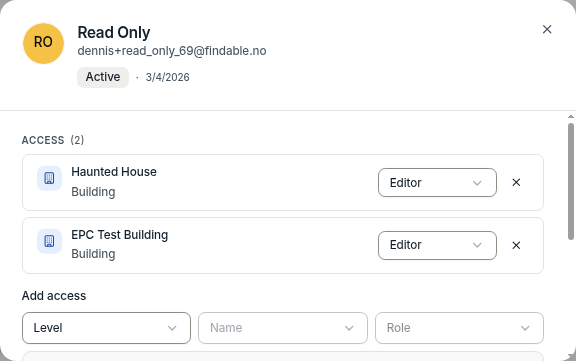 RO
Read Only
dennis+read_only_69@findable.no
Active · 3/4/2026
ACCESS (2)
Haunted House
Building
Editor
EPC Test Building
Building
Editor
Add access
Level
Name
Role